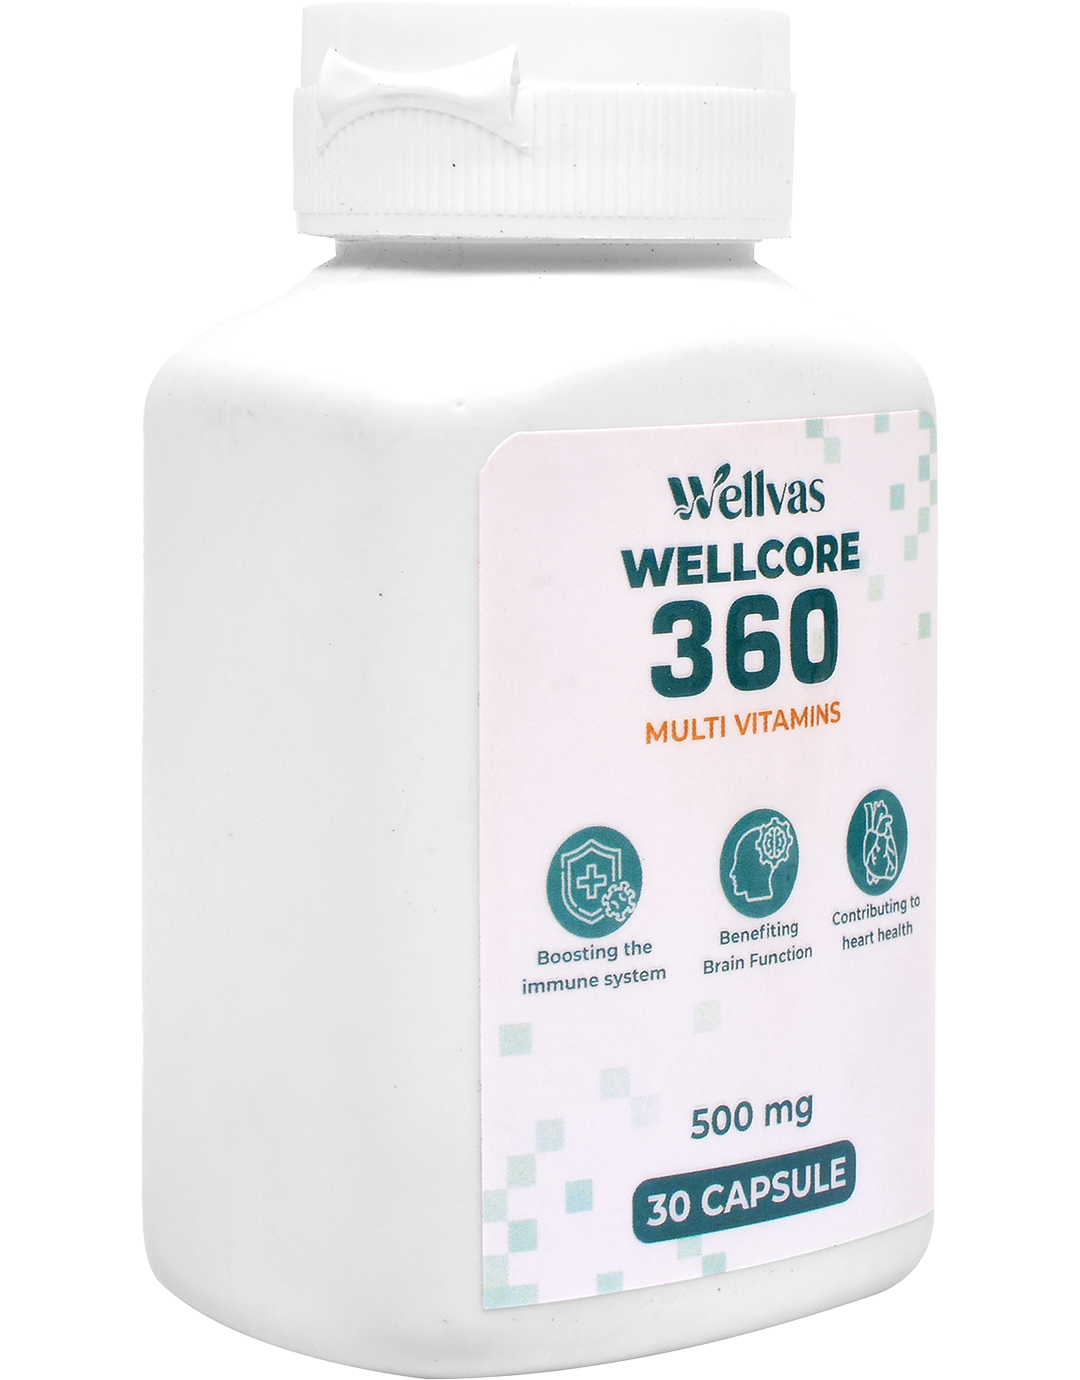 Wellvas
WELLCORE
360
MULTI VITAMINS
Boosting the
immune system
Benefiting
Brain Function
Contributing to
heart health
500 mg
30 CAPSULE